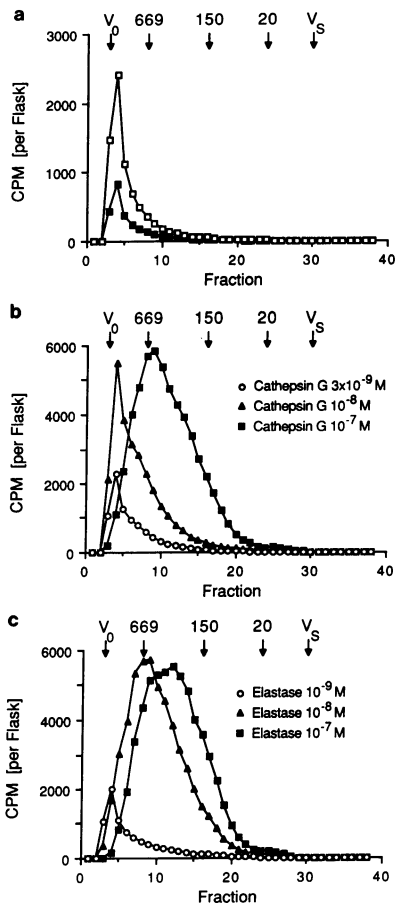 a
V0 669 150 20 VS
3000
2000
1000
0
CPM [per Flask]
0 10 20 30 40
Fraction
b
V0 669 150 20 VS
6000
4000
2000
0
CPM [per Flask]
Cathepsin G 3x10-9 M
Cathepsin G 10-8 M
Cathepsin G 10-7 M
0 10 20 30 40
Fraction
c
V0 669 150 20 VS
6000
4000
2000
0
CPM [per Flask]
Elastase 10-9 M
Elastase 10-8 M
Elastase 10-7 M
0 10 20 30 40
Fraction